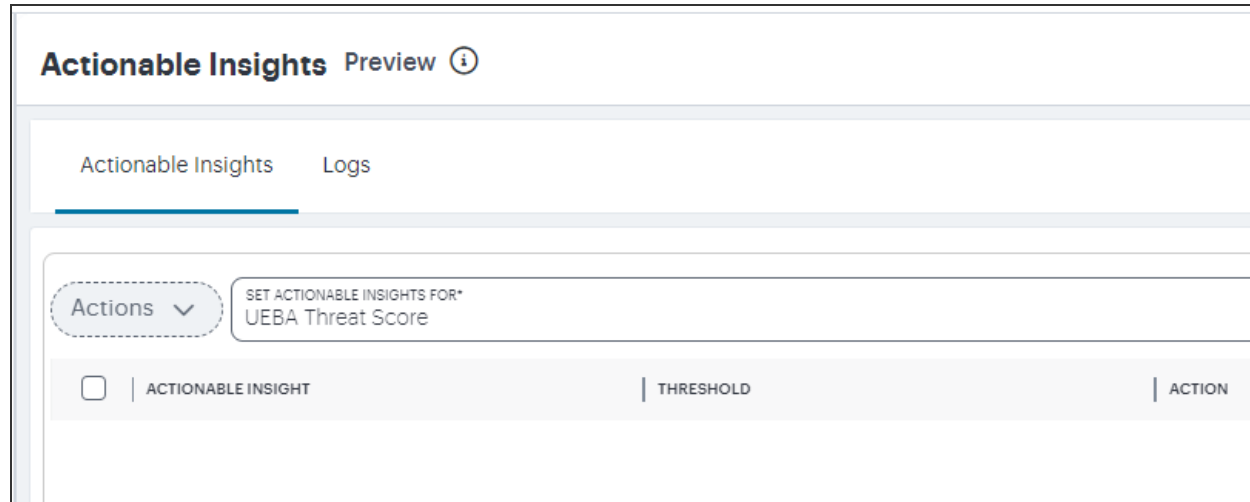 Actionable Insights Preview
Actionable Insights Logs
Actions
SET ACTIONABLE INSIGHTS FOR*
UEBA Threat Score
ACTIONABLE INSIGHT THRESHOLD ACTION